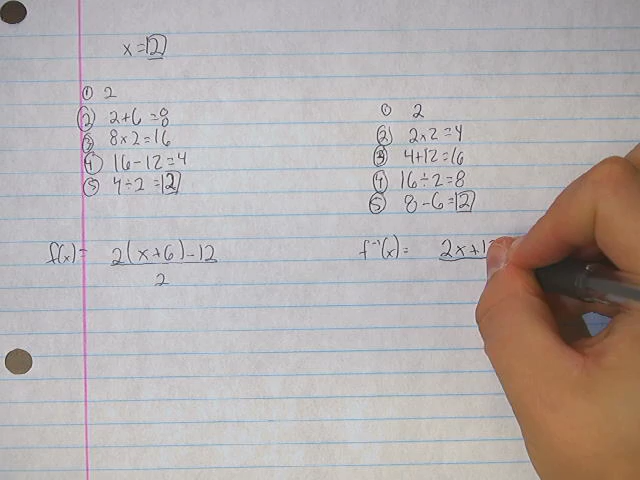 x = 2
① 2
② 2+6 = 8
③ 8×2 = 16
④ 16-12 = 4
⑤ 4÷2 = 2
f(x) = 2(x+6)-12
2
① 2
② 2×2 = 4
③ 4+12 = 16
④ 16÷2 = 8
⑤ 8-6 = 2
f⁻¹(x) = 2x+1